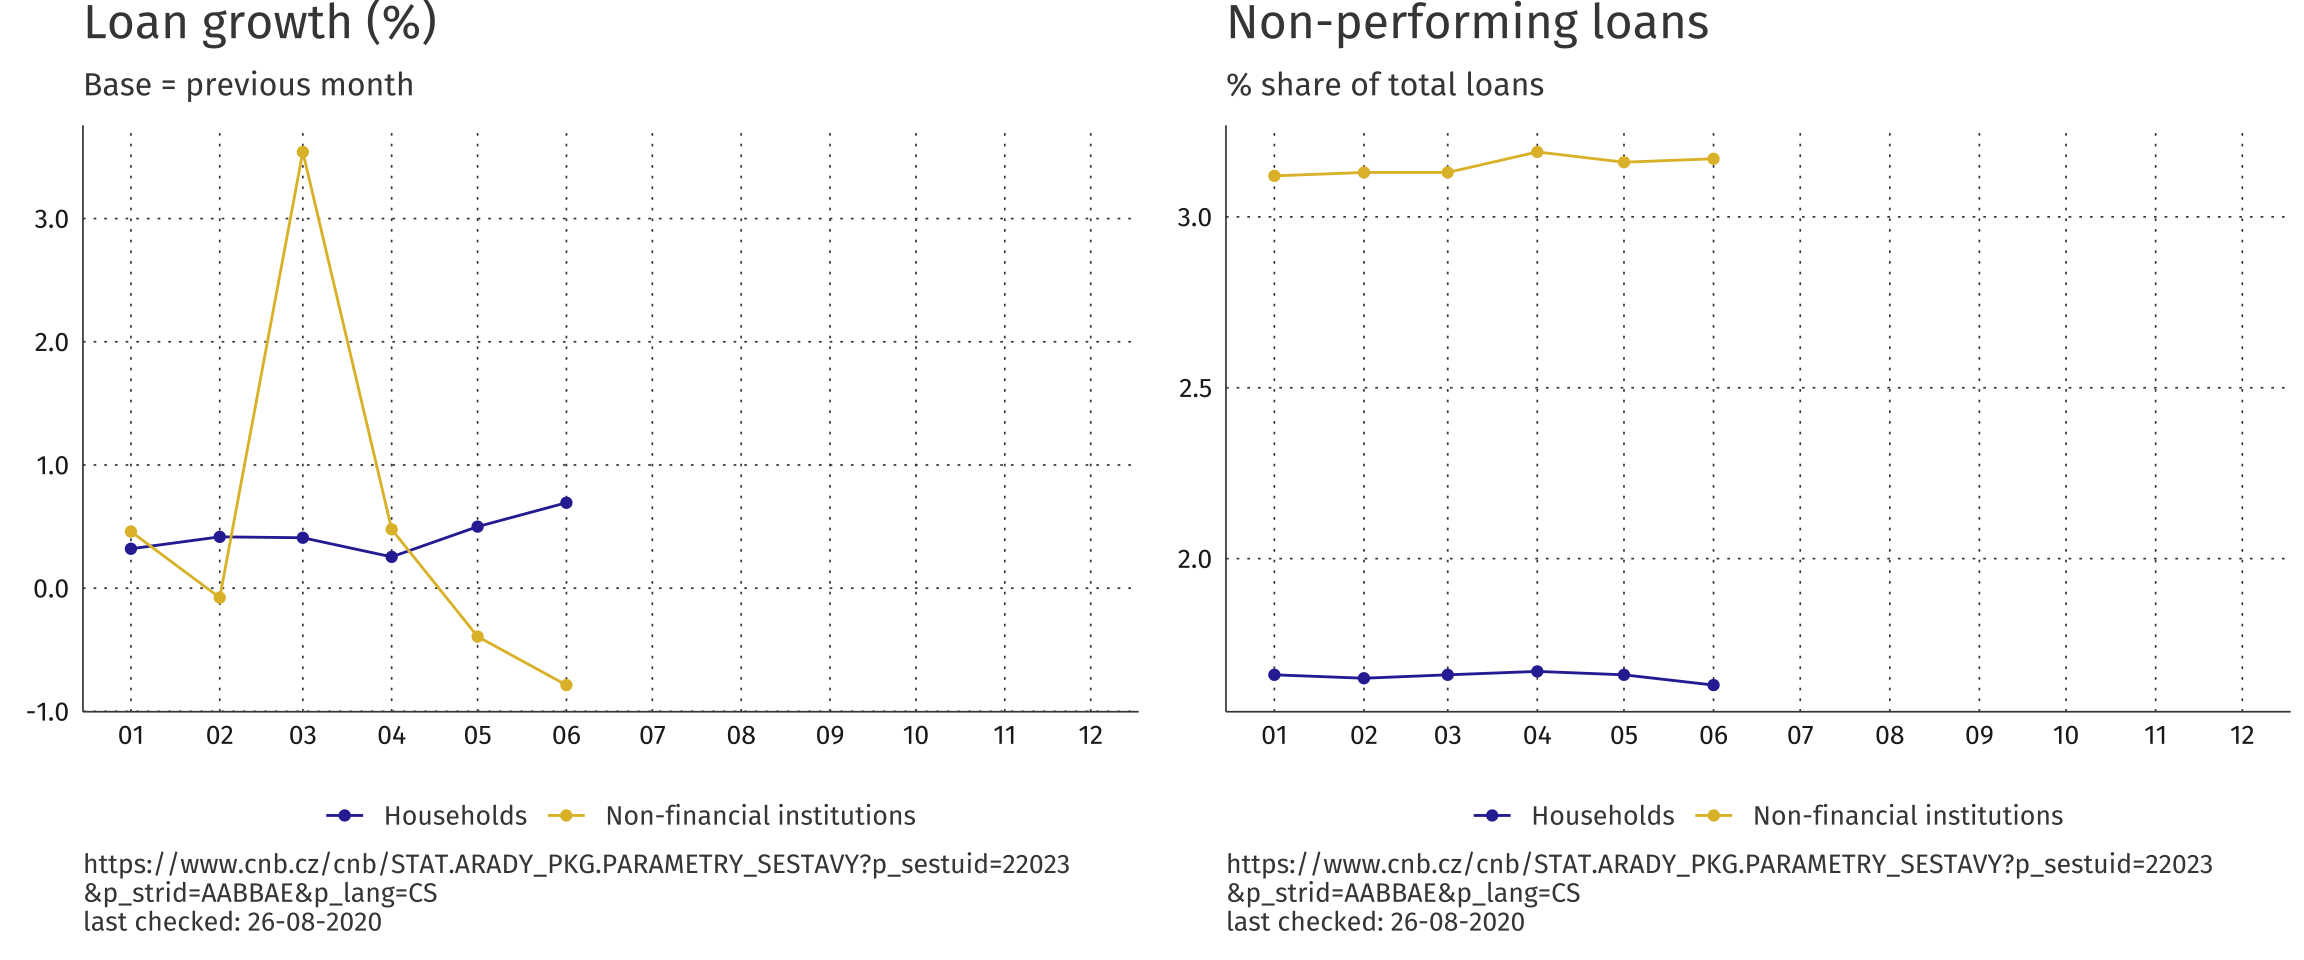 Loan growth (%)
Base = previous month
3.0
2.0
1.0
0.0
-1.0
01 02 03 04 05 06 07 08 09 10 11 12
Households Non-financial institutions
https://www.cnb.cz/cnb/STAT.ARADY_PKG.PARAMETRY_SESTAVY?p_sestuid=22023
&p_strid=AABBAE&p_lang=CS
last checked: 26-08-2020
Non-performing loans
% share of total loans
3.0
2.5
2.0
01 02 03 04 05 06 07 08 09 10 11 12
Households Non-financial institutions
https://www.cnb.cz/cnb/STAT.ARADY_PKG.PARAMETRY_SESTAVY?p_sestuid=22023
&p_strid=AABBAE&p_lang=CS
last checked: 26-08-2020